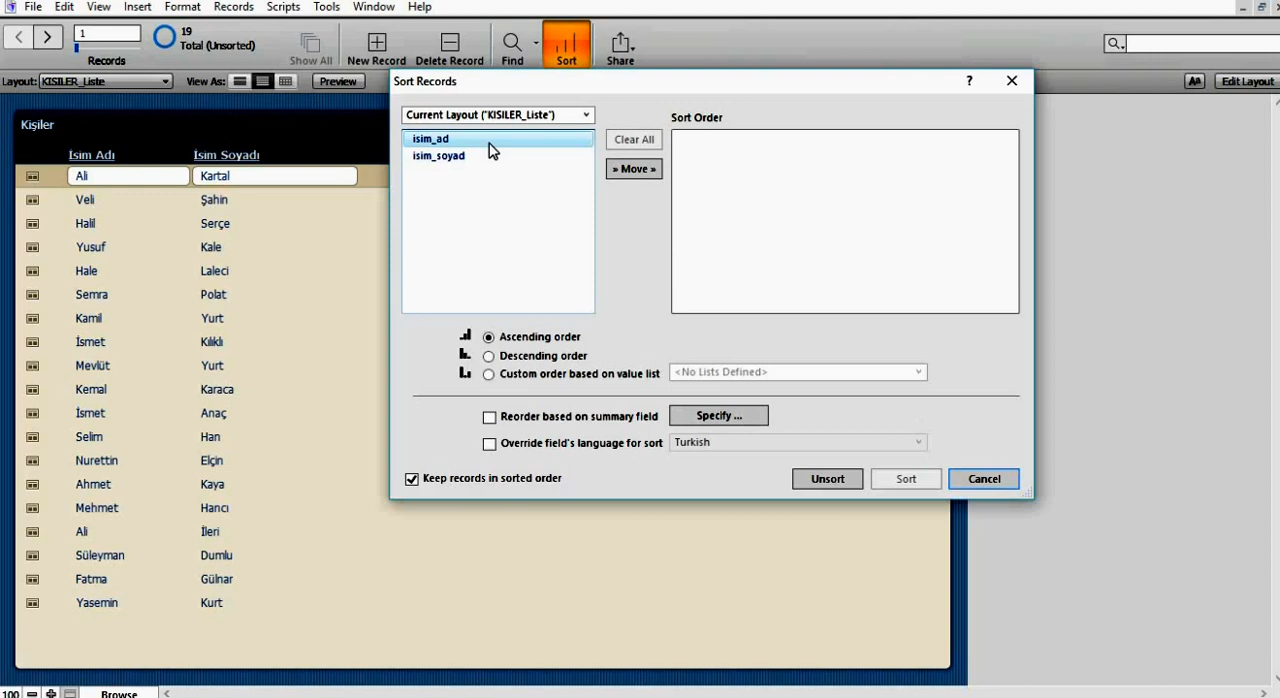 File Edit View Insert Format Records Scripts Tools Window Help
1
19
Total (Unsorted)
Records Show All New Record Delete Record Find Sort Share
Layout: KISILER_Liste View As: Preview Aa Edit Layout
Sort Records ?
Current Layout ("KISILER_Liste")
Sort Order
isim_ad
isim_soyad
Clear All
» Move »
Ascending order
Descending order
Custom order based on value list <No Lists Defined>
Reorder based on summary field Specify ...
Override field's language for sort Turkish
Keep records in sorted order
Unsort Sort Cancel
Kişiler
İsim Adı İsim Soyadı
Ali Kartal
Veli Şahin
Halil Serçe
Yusuf Kale
Hale Laleci
Semra Polat
Kamil Yurt
İsmet Kılıklı
Mevlüt Yurt
Kemal Karaca
İsmet Anaç
Selim Han
Nurettin Elçin
Ahmet Kaya
Mehmet Hancı
Ali İleri
Süleyman Dumlu
Fatma Gülnar
Yasemin Kurt
100 Browse